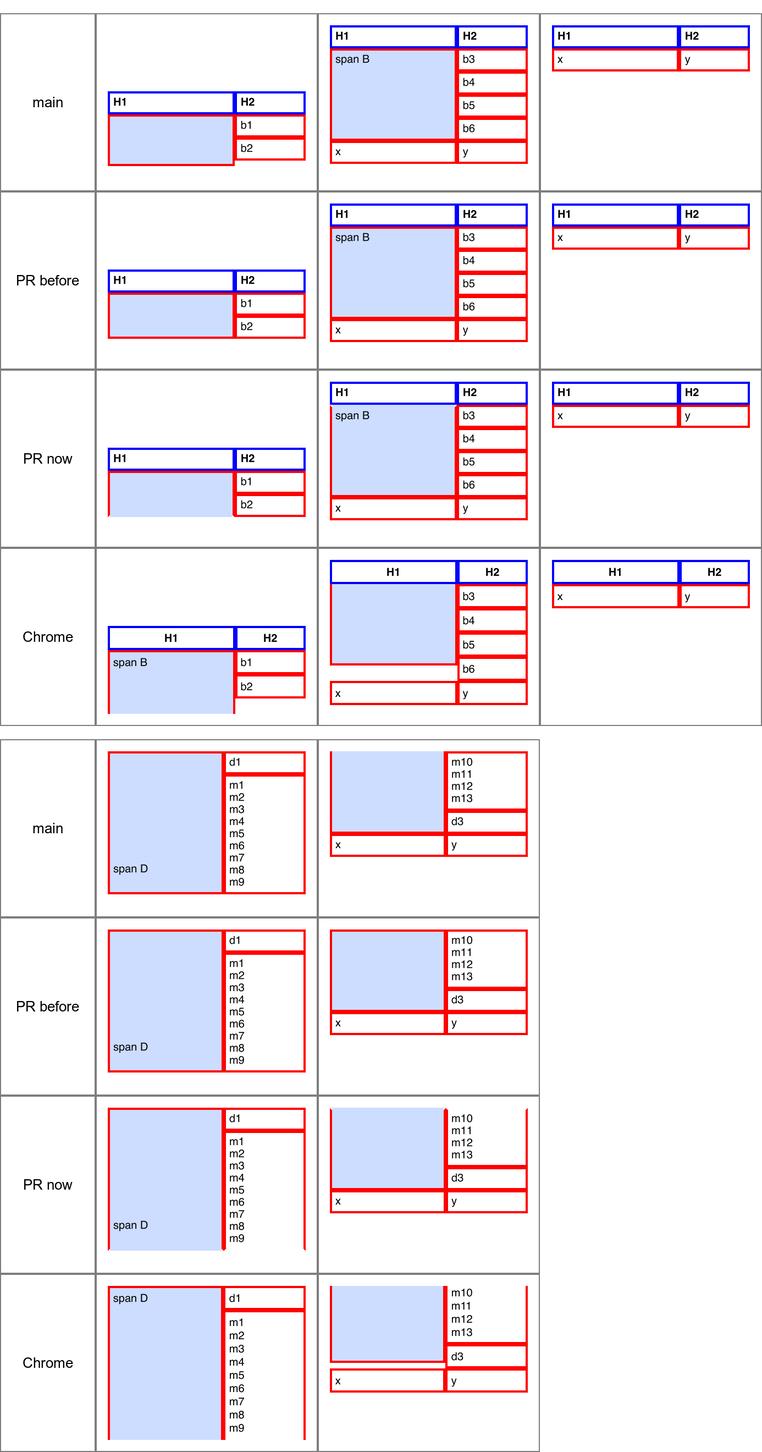 H1 H2 H1 H2
span B b3 x y
b4
main b5
H1 H2 b6
b1 x y
b2
H1 H2 H1 H2
span B b3 x y
b4
PR before b5
H1 H2 b6
b1 x y
b2
H1 H2 H1 H2
span B b3 x y
b4
PR now b5
H1 H2 b6
b1 x y
b2
H1 H2 H1 H2
b3 x y
b4
Chrome b5
H1 H2 b6
span B b1 x y
b2
main
d1
m1
m2
m3
m4
m5
m6
m7
span D m8
m9
m10
m11
m12
m13
d3
x y
PR before
d1
m1
m2
m3
m4
m5
m6
m7
span D m8
m9
m10
m11
m12
m13
d3
x y
PR now
d1
m1
m2
m3
m4
m5
m6
m7
span D m8
m9
m10
m11
m12
m13
d3
x y
Chrome
span D d1
m1
m2
m3
m4
m5
m6
m7
m8
m9
m10
m11
m12
m13
d3
x y